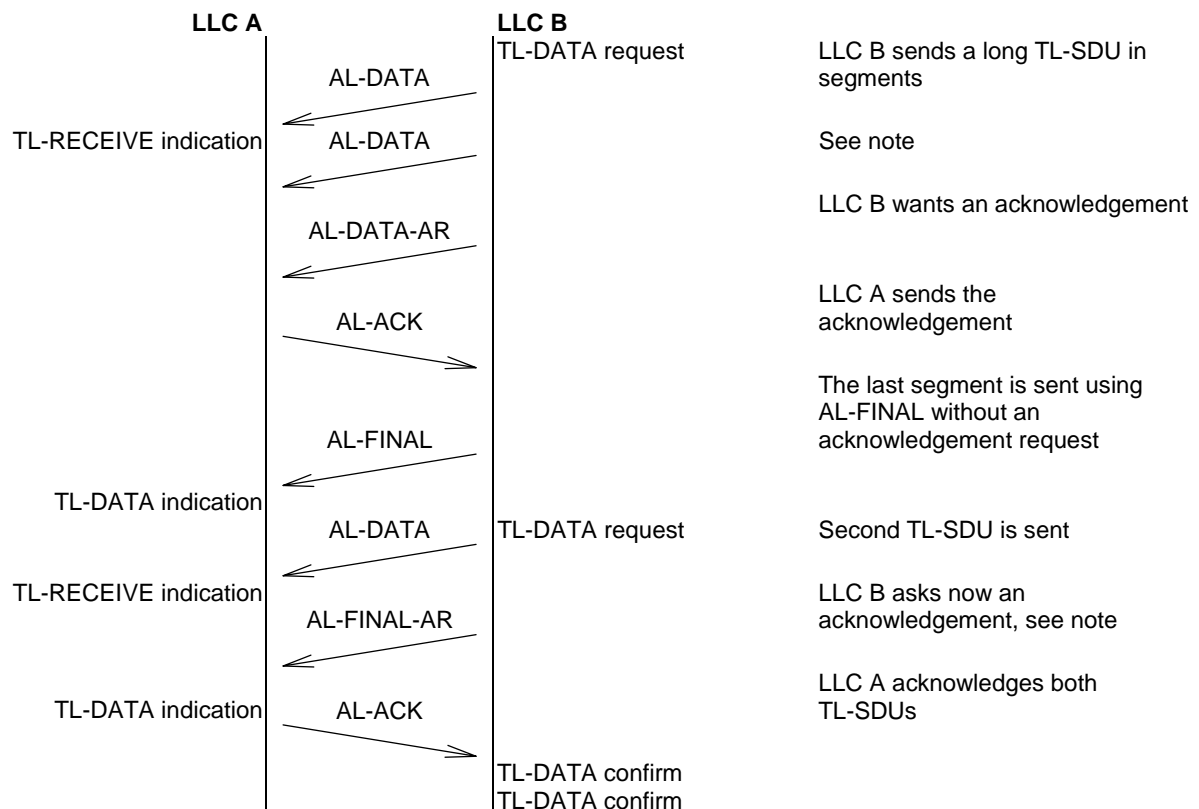 LLC A LLC B
TL-DATA request LLC B sends a long TL-SDU in
AL-DATA segments
TL-RECEIVE indication AL-DATA See note
LLC B wants an acknowledgement
AL-DATA-AR
LLC A sends the
AL-ACK acknowledgement
The last segment is sent using
AL-FINAL without an
AL-FINAL acknowledgement request
TL-DATA indication
AL-DATA TL-DATA request Second TL-SDU is sent
TL-RECEIVE indication LLC B asks now an
AL-FINAL-AR acknowledgement, see note
LLC A acknowledges both
TL-DATA indication AL-ACK TL-SDUs
TL-DATA confirm
TL-DATA confirm